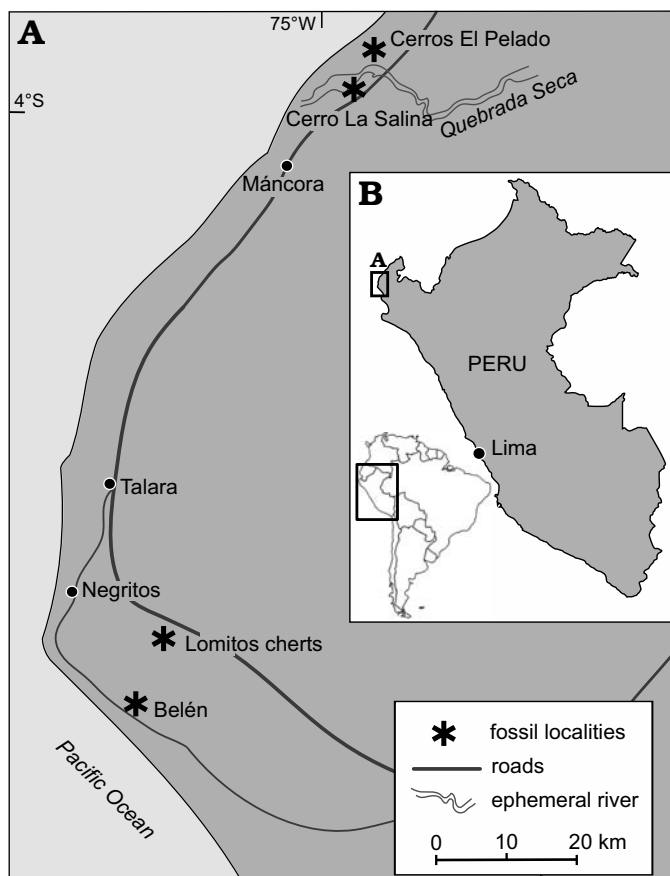 A
75°W
Cerros El Pelado
4°S
Cerro La Salina
Quebrada Seca
Máncora
B
A
PERU
Lima
Talara
Negritos
Lomitos cherts
Belén
Pacific Ocean
fossil localities
roads
ephemeral river
0 10 20 km